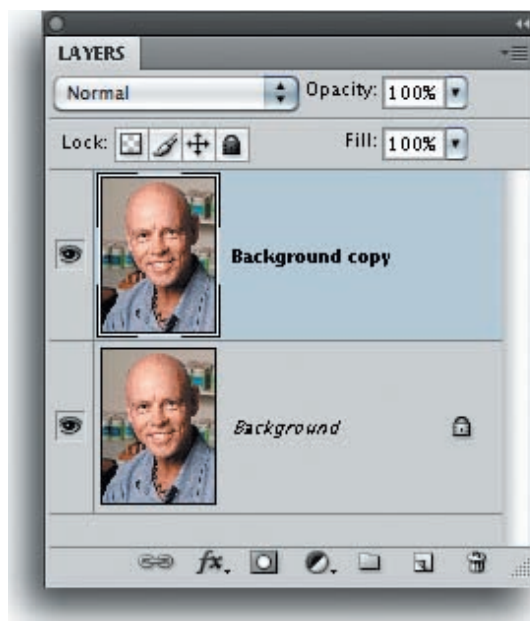 LAYERS
Normal Opacity: 100%
Lock: Fill: 100%
Background copy
Background
fx.